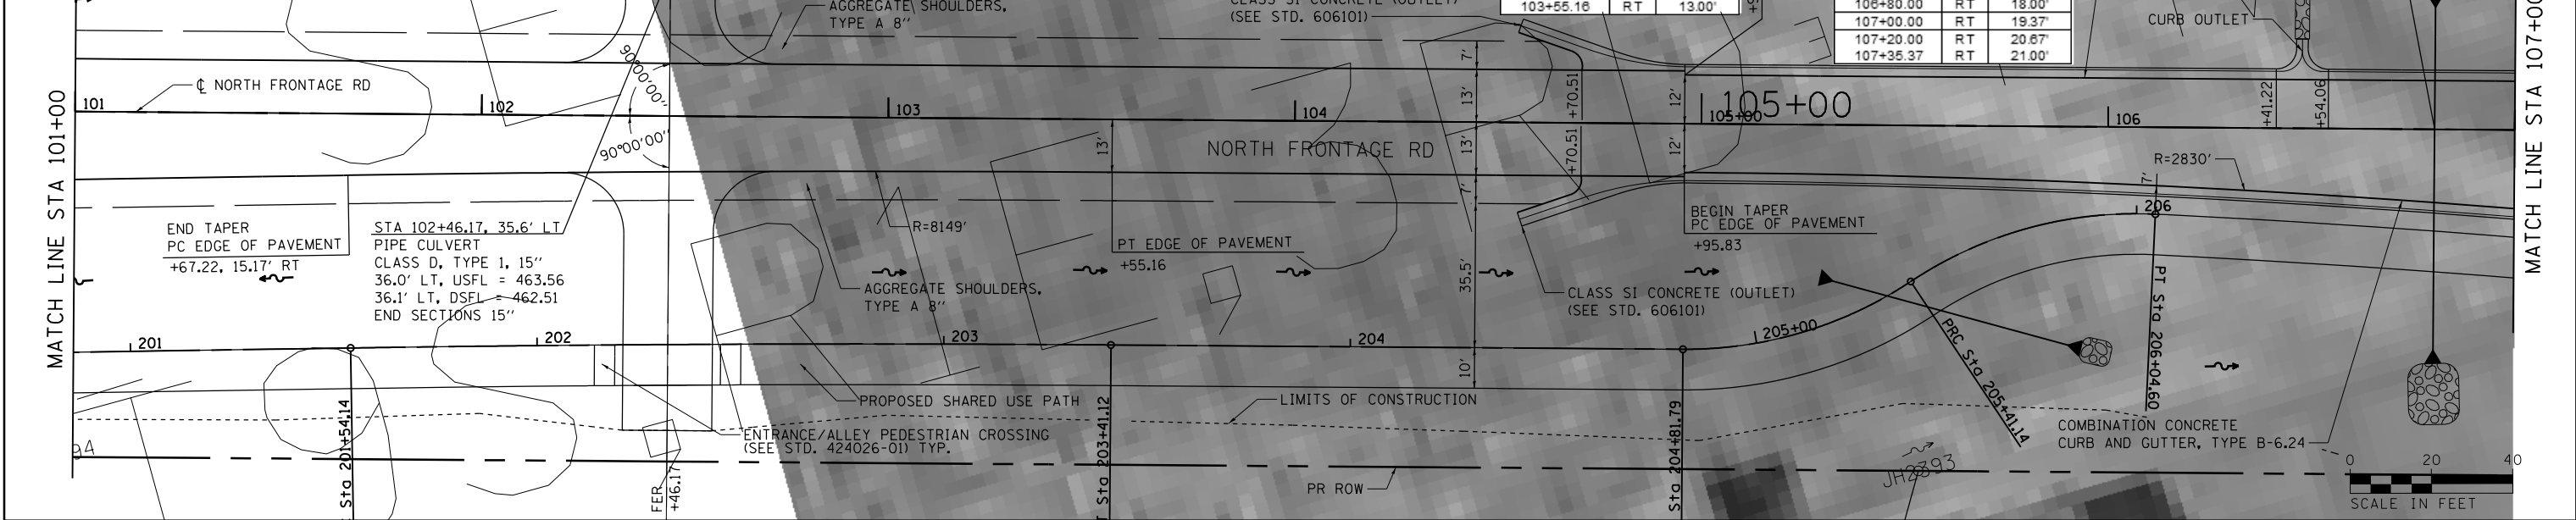 AGGREGATE SHOULDERS,
TYPE A 8"
(SEE STD. 606101)
103+55.16 RT 13.00'
106+80.00 RT 18.00'
107+00.00 RT 19.37'
107+20.00 RT 20.67'
107+35.37 RT 21.00'
CURB OUTLET
MATCH LINE STA 101+00
MATCH LINE STA 107+00
℄ NORTH FRONTAGE RD
90°00'00"
90°00'00"
101
102
103
104
105+00
105+00
106
7'
13'
13'
7'
35.5'
10'
13'
+70.51
+70.51
12'
12'
+41.22
+54.06
NORTH FRONTAGE RD
R=2830'
7'
END TAPER
PC EDGE OF PAVEMENT
+67.22, 15.17' RT
STA 102+46.17, 35.6' LT
PIPE CULVERT
CLASS D, TYPE 1, 15"
36.0' LT, USFL = 463.56
36.1' LT, DSFL = 462.51
END SECTIONS 15"
R=8149'
AGGREGATE SHOULDERS,
TYPE A 8"
PT EDGE OF PAVEMENT
+55.16
CLASS SI CONCRETE (OUTLET)
(SEE STD. 606101)
BEGIN TAPER
PC EDGE OF PAVEMENT
+95.83
201
202
203
204
205+00
206
PROPOSED SHARED USE PATH
LIMITS OF CONSTRUCTION
ENTRANCE/ALLEY PEDESTRIAN CROSSING
(SEE STD. 424026-01) TYP.
PR ROW
Sta 201+54.14
FER
+46.17
Sta 203+41.12
Sta 204+81.79
PRC Sta 205+41.14
PT Sta 206+04.60
COMBINATION CONCRETE
CURB AND GUTTER, TYPE B-6.24
0 20 40
SCALE IN FEET